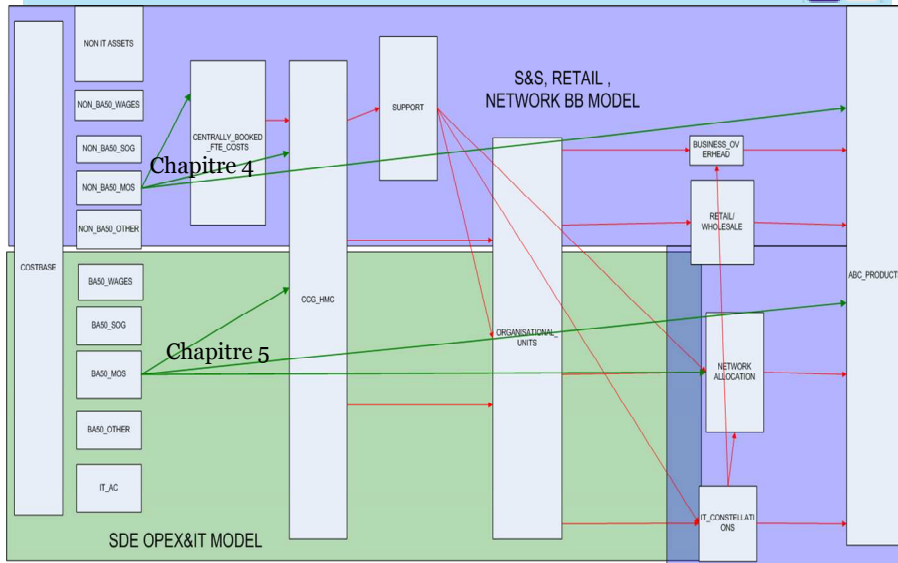 NON IT ASSETS
S&S, RETAIL ,
NETWORK BB MODEL
NON_BA50_WAGES
SUPPORT
CENTRALLY_BOOKED
_FTE_COSTS
NON_BA50_SOG
BUSINESS_OV
ERHEAD
Chapitre 4
NON_BA50_MOS
RETAIL/
WHOLESALE
NON_BA50_OTHER
COSTBASE
BA50_WAGES
ABC_PRODUCT
CCG_HMC
BA50_SOG
ORGANISATIONAL_
UNITS
Chapitre 5
BA50_MOS
NETWORK
ALLOCATION
BA50_OTHER
IT_AC
IT_CONSTELLATI
ONS
SDE OPEX&IT MODEL